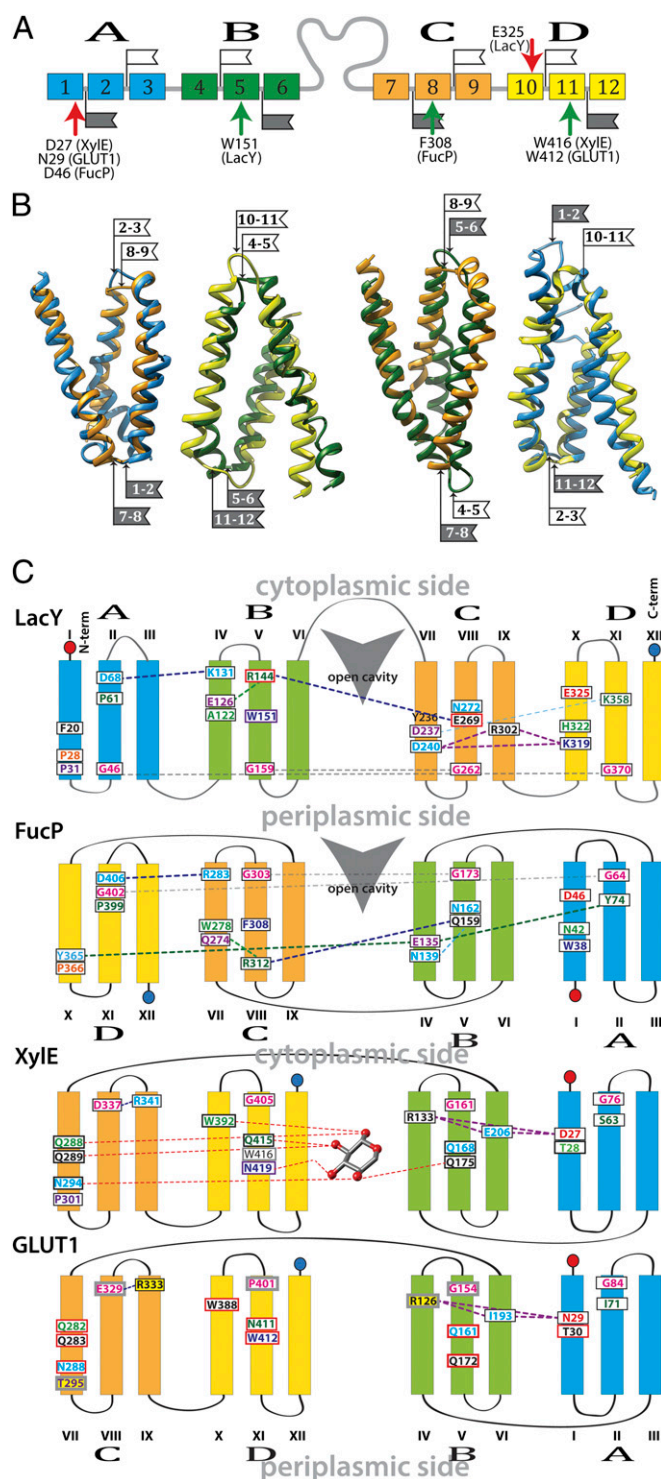 A
A B C D
E325
(LacY)
1 2 3 4 5 6 7 8 9 10 11 12
D27 (XylE)
N29 (GLUT1)
D46 (FucP)
W151
(LacY)
F308
(FucP)
W416 (XylE)
W412 (GLUT1)
B
2-3
8-9
10-11
4-5
8-9
5-6
1-2
10-11
1-2
7-8
5-6
11-12
4-5
7-8
11-12
2-3
C
cytoplasmic side
LacY
A B C D
I N-term II III IV V VI VII VIII IX X XI XII C-term
open cavity
D68
P61
F20
P28
P31
G46
K131
E126
A122
R144
W151
G159
Y236
D237
D240
N272
E269
G262
R302
E325
H322
K319
K358
G370
periplasmic side
FucP
open cavity
D406
G402
P399
Y365
P366
R283
W278
Q274
G303
F308
R312
E135
N139
G173
N162
Q159
D46
N42
W38
G64
Y74
X XI XII VII VIII IX IV V VI I II III
D C B A
cytoplasmic side
XylE
D337
R341
Q288
Q289
N294
P301
W392
G405
Q415
W416
N419
R133
G161
Q168
Q175
E206
D27
T28
G76
S63
GLUT1
E329
R333
Q282
Q283
N288
T295
W388
P401
N411
W412
R126
G154
Q161
Q172
I193
N29
T30
G84
I71
VII VIII IX X XI XII IV V VI I II III
C D B A
periplasmic side